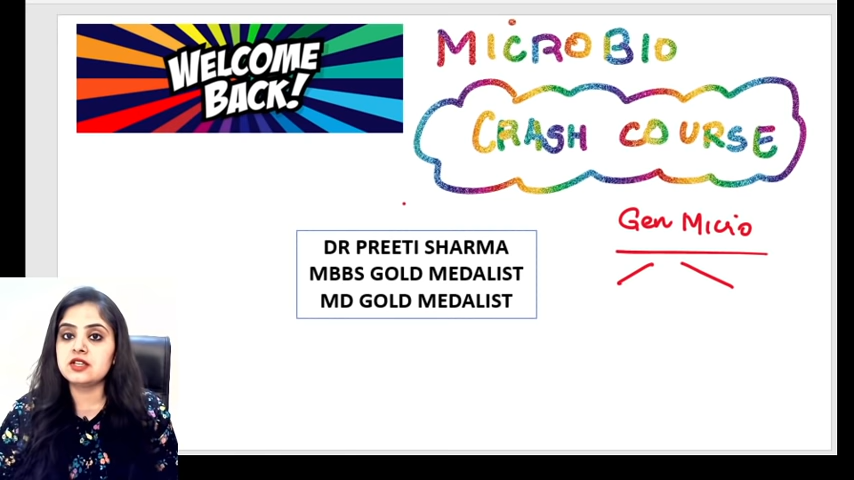 WELCOME
BACK!
MICROBIO
CRASH COURSE
Gen Micro
DR PREETI SHARMA
MBBS GOLD MEDALIST
MD GOLD MEDALIST